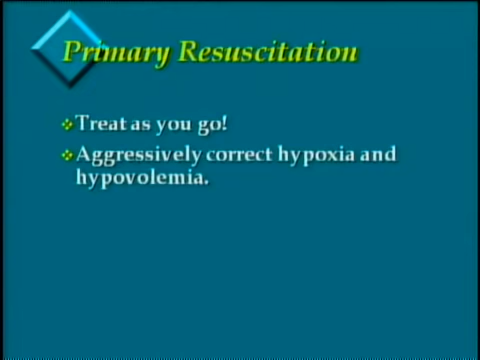 Primary Resuscitation
Treat as you go!
Aggressively correct hypoxia and
hypovolemia.